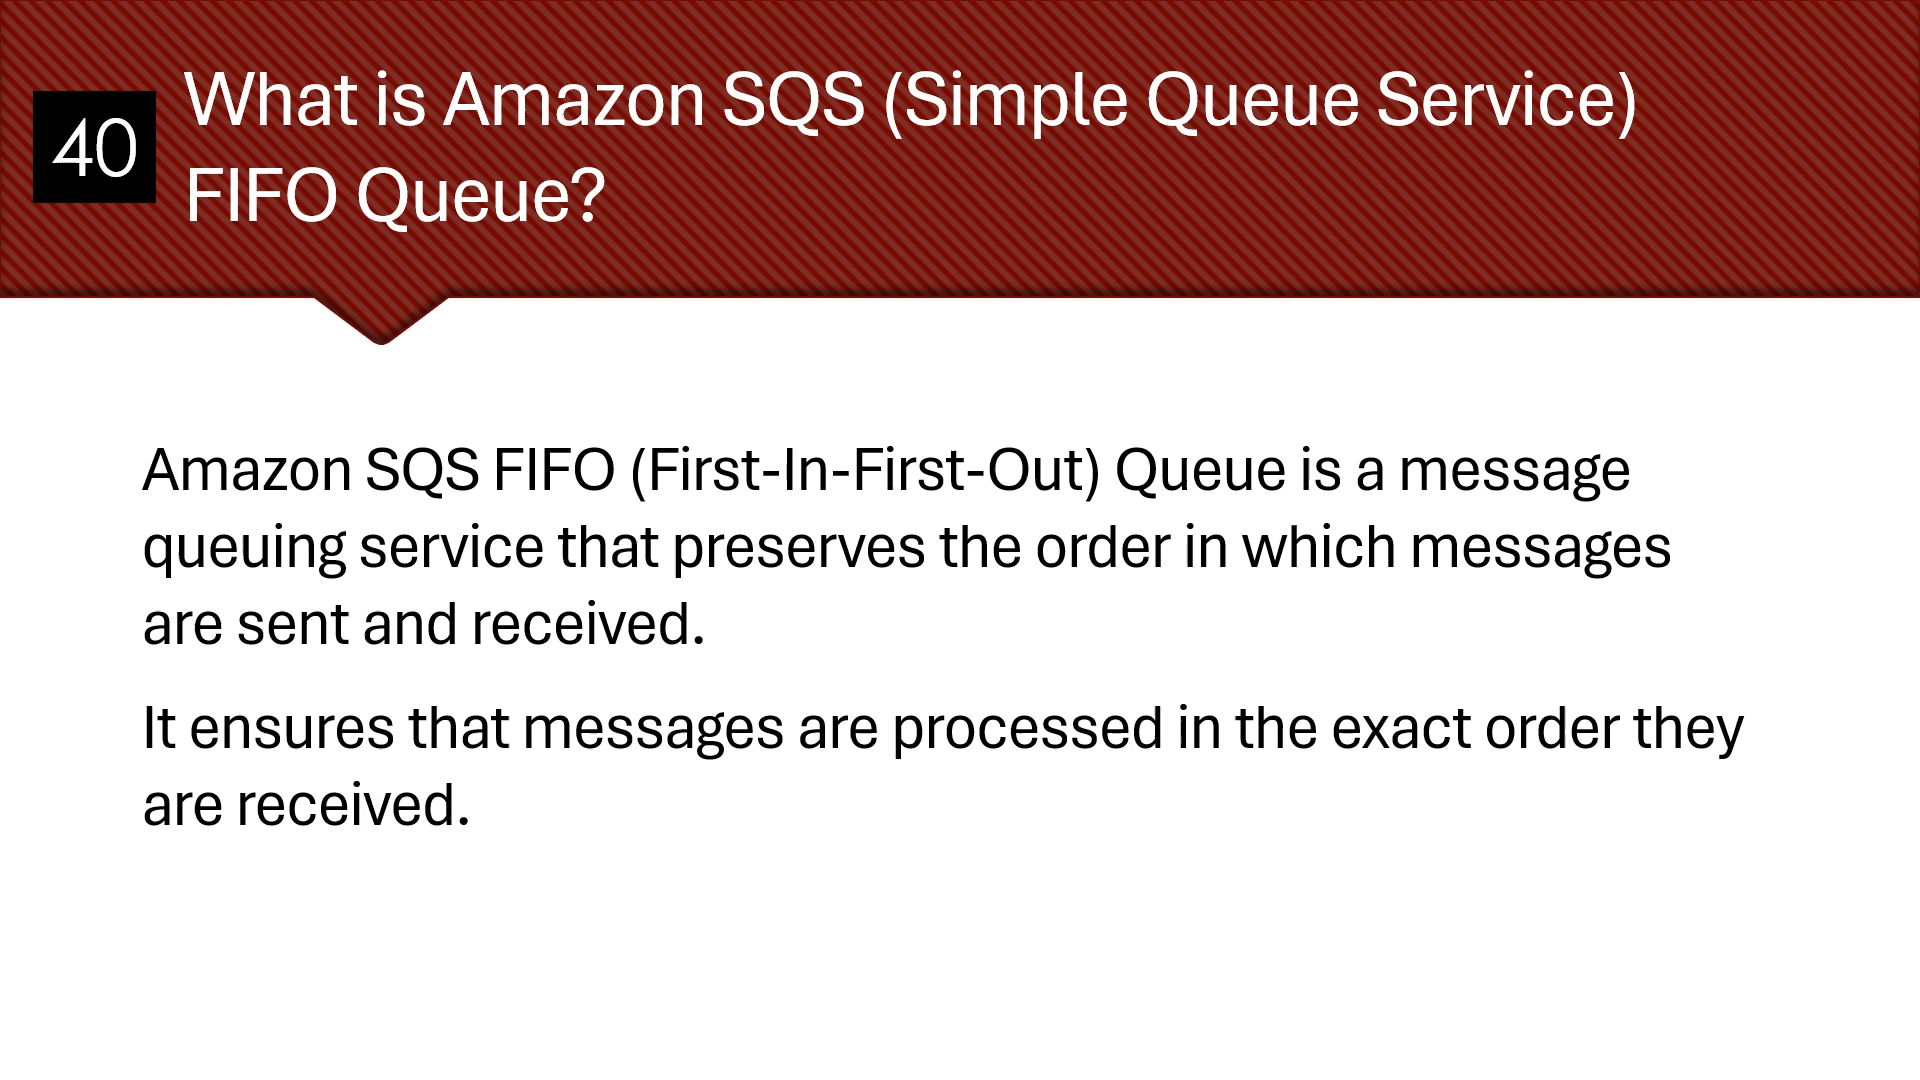 40
What is Amazon SQS (Simple Queue Service)
FIFO Queue?
Amazon SQS FIFO (First-In-First-Out) Queue is a message
queuing service that preserves the order in which messages
are sent and received.
It ensures that messages are processed in the exact order they
are received.